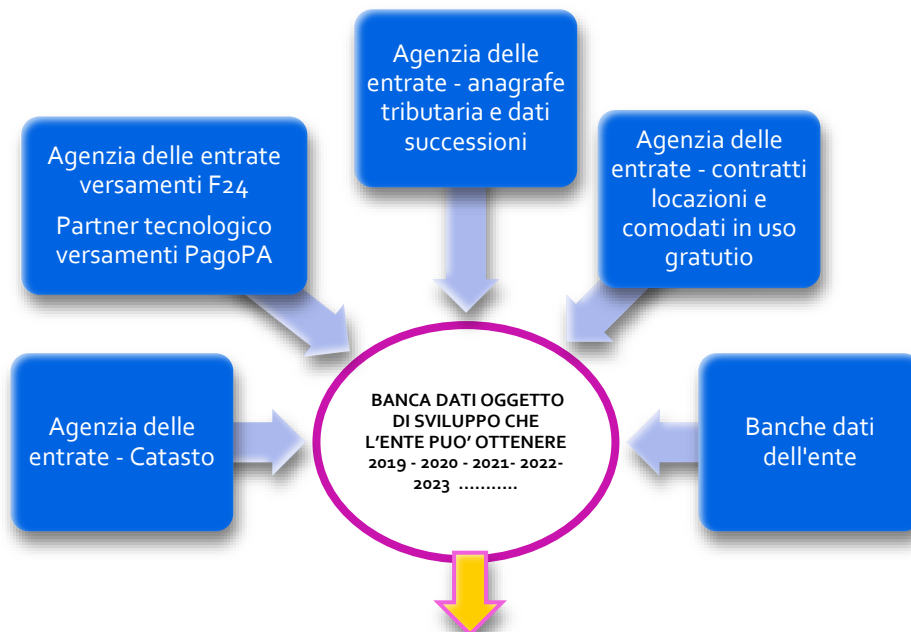 Agenzia delle
entrate - anagrafe
tributaria e dati
successioni
Agenzia delle entrate
versamenti F24
Partner tecnologico
versamenti PagoPA
Agenzia delle
entrate - contratti
locazioni e
comodati in uso
gratutio
Agenzia delle
entrate - Catasto
BANCA DATI OGGETTO
DI SVILUPPO CHE
L'ENTE PUO’ OTTENERE
2019 - 2020 - 2021- 2022-
2023 ...........
Banche dati
dell'ente